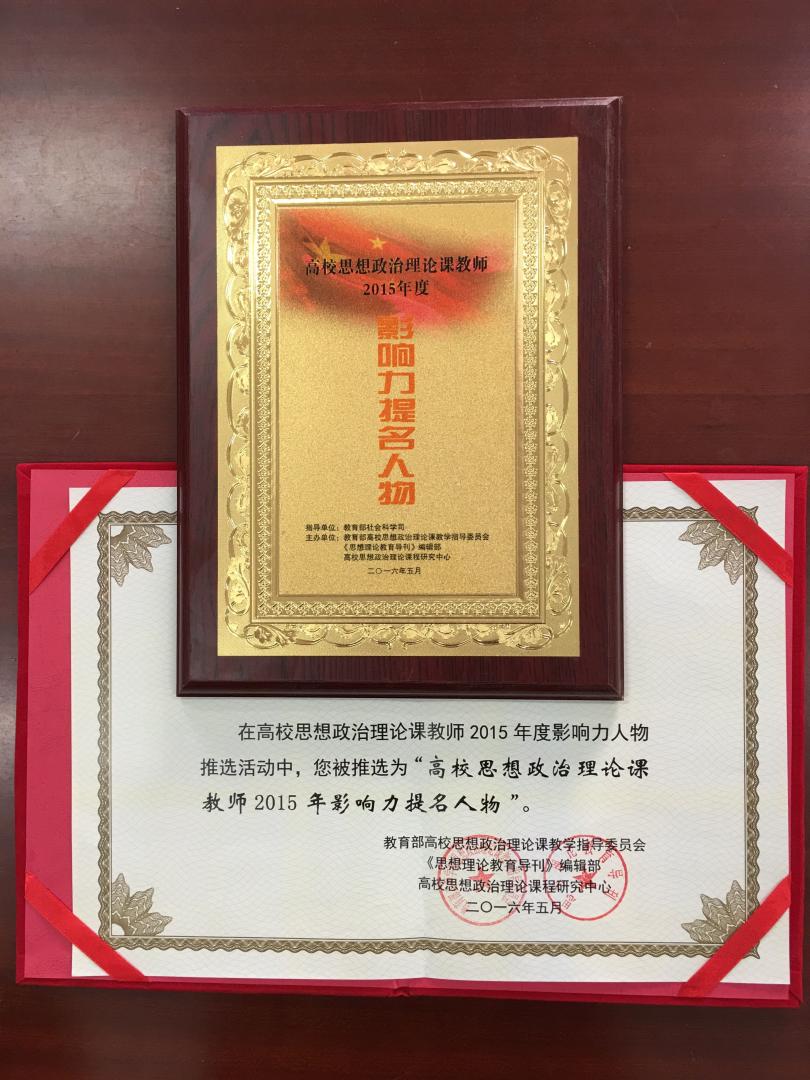 高校思想政治理论课教师
2015年度
影响力提名人物
指导单位：教育部社会科学司
主办单位：教育部高校思想政治理论课教学指导委员会
《思想理论教育导刊》编辑部
高校思想政治理论课程研究中心
二〇一六年五月
在高校思想政治理论课教师 2015 年度影响力人物
推选活动中，您被推选为“高校思想政治理论课
教师 2015 年影响力提名人物”。
教育部高校思想政治理论课教学指导委员会
《思想理论教育导刊》编辑部
高校思想政治理论课程研究中心
二〇一六年五月